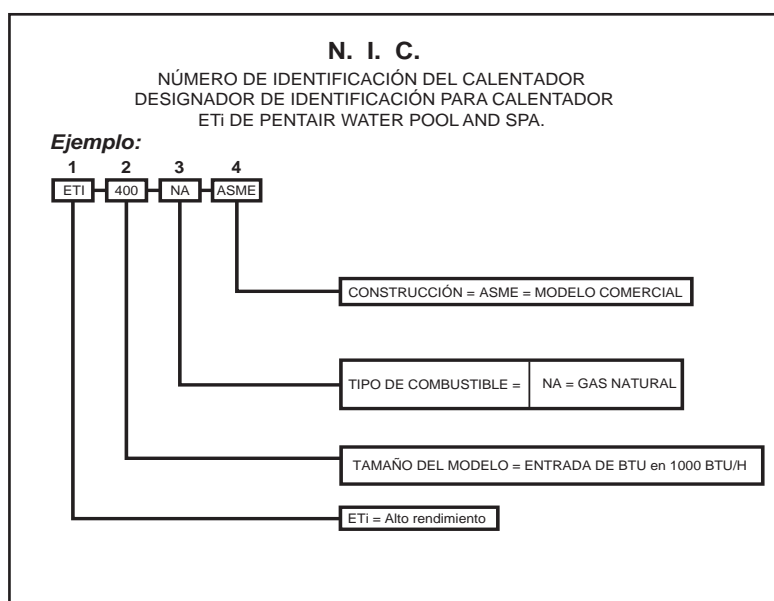 N. I. C.
NÚMERO DE IDENTIFICACIÓN DEL CALENTADOR
DESIGNADOR DE IDENTIFICACIÓN PARA CALENTADOR
ETi DE PENTAIR WATER POOL AND SPA.
Ejemplo:
1 2 3 4
ETI 400 NA ASME
CONSTRUCCIÓN = ASME = MODELO COMERCIAL
TIPO DE COMBUSTIBLE = NA = GAS NATURAL
TAMAÑO DEL MODELO = ENTRADA DE BTU en 1000 BTU/H
ETi = Alto rendimiento